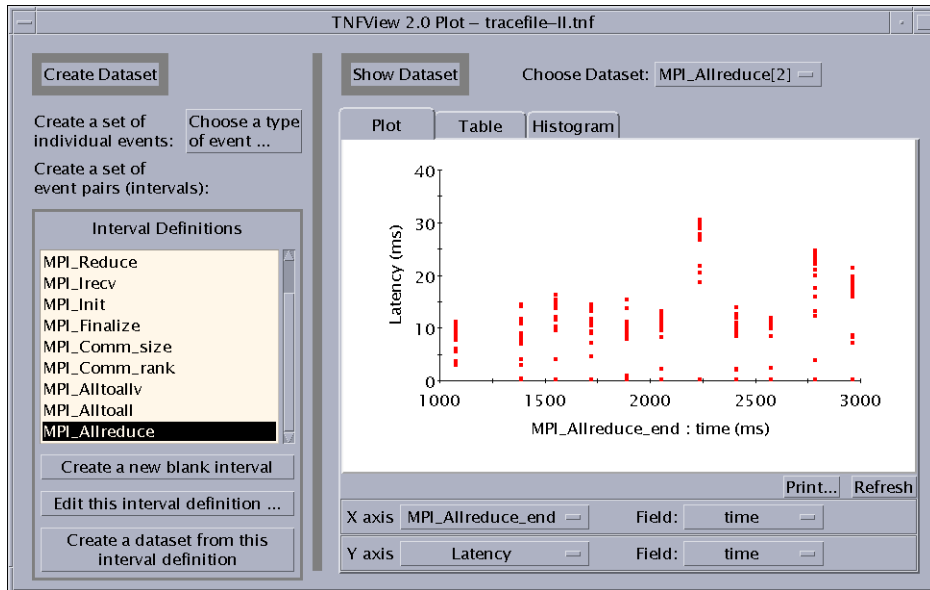 TNFView 2.0 Plot – tracefile–II.tnf
Create Dataset
Create a set of
individual events:
Choose a type
of event ...
Create a set of
event pairs (intervals):
Interval Definitions
MPI_Reduce
MPI_Irecv
MPI_Init
MPI_Finalize
MPI_Comm_size
MPI_Comm_rank
MPI_Alltoallv
MPI_Alltoall
MPI_Allreduce
Create a new blank interval
Edit this interval definition ...
Create a dataset from this
interval definition
Show Dataset
Choose Dataset: MPI_Allreduce[2]
Plot Table Histogram
Latency (ms)
40
30
20
10
0
1000 1500 2000 2500 3000
MPI_Allreduce_end : time (ms)
Print... Refresh
X axis MPI_Allreduce_end Field: time
Y axis Latency Field: time